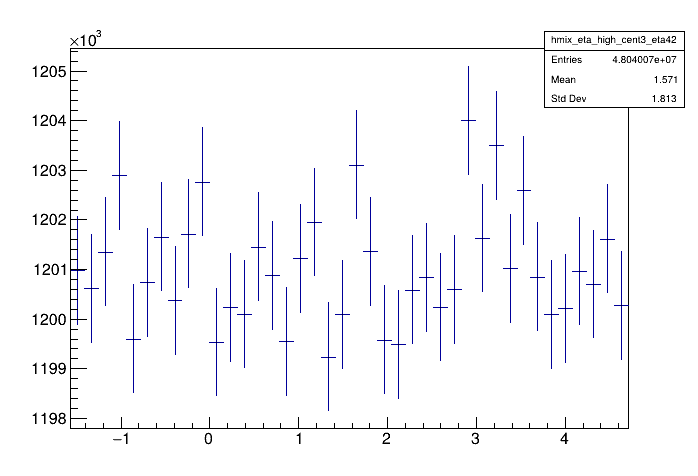 ×10³
hmix_eta_high_cent3_eta42
Entries 4.804007e+07
Mean 1.571
Std Dev 1.813
1205
1204
1203
1202
1201
1200
1199
1198
−1 0 1 2 3 4